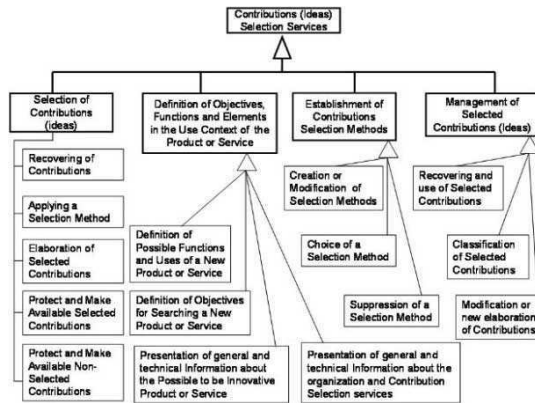 Contributions (Ideas)
Selection Services
Selection of
Contributions
(ideas)
Definition of Objectives,
Functions and Elements
in the Use Context of the
Product or Service
Establishment of
Contributions
Selection Methods
Management of
Selected
Contributions (Ideas)
Recovering of
Contributions
Applying a
Selection Method
Elaboration of
Selected
Contributions
Protect and Make
Available Selected
Contributions
Protect and Make
Available Non-
Selected
Contributions
Definition of
Possible Functions
and Uses of a New
Product or Service
Definition of Objectives
for Searching a New
Product or Service
Presentation of general and
technical Information about
the Possible to be Innovative
Product or Service
Presentation of general and
technical Information about the
organization and Contribution
Selection services
Creation or
Modification of
Selection Methods
Choice of a
Selection Method
Suppression of a
Selection Method
Recovering and
use of Selected
Contributions
Classification
of Selected
Contributions
Modification or
new elaboration
of Contributions